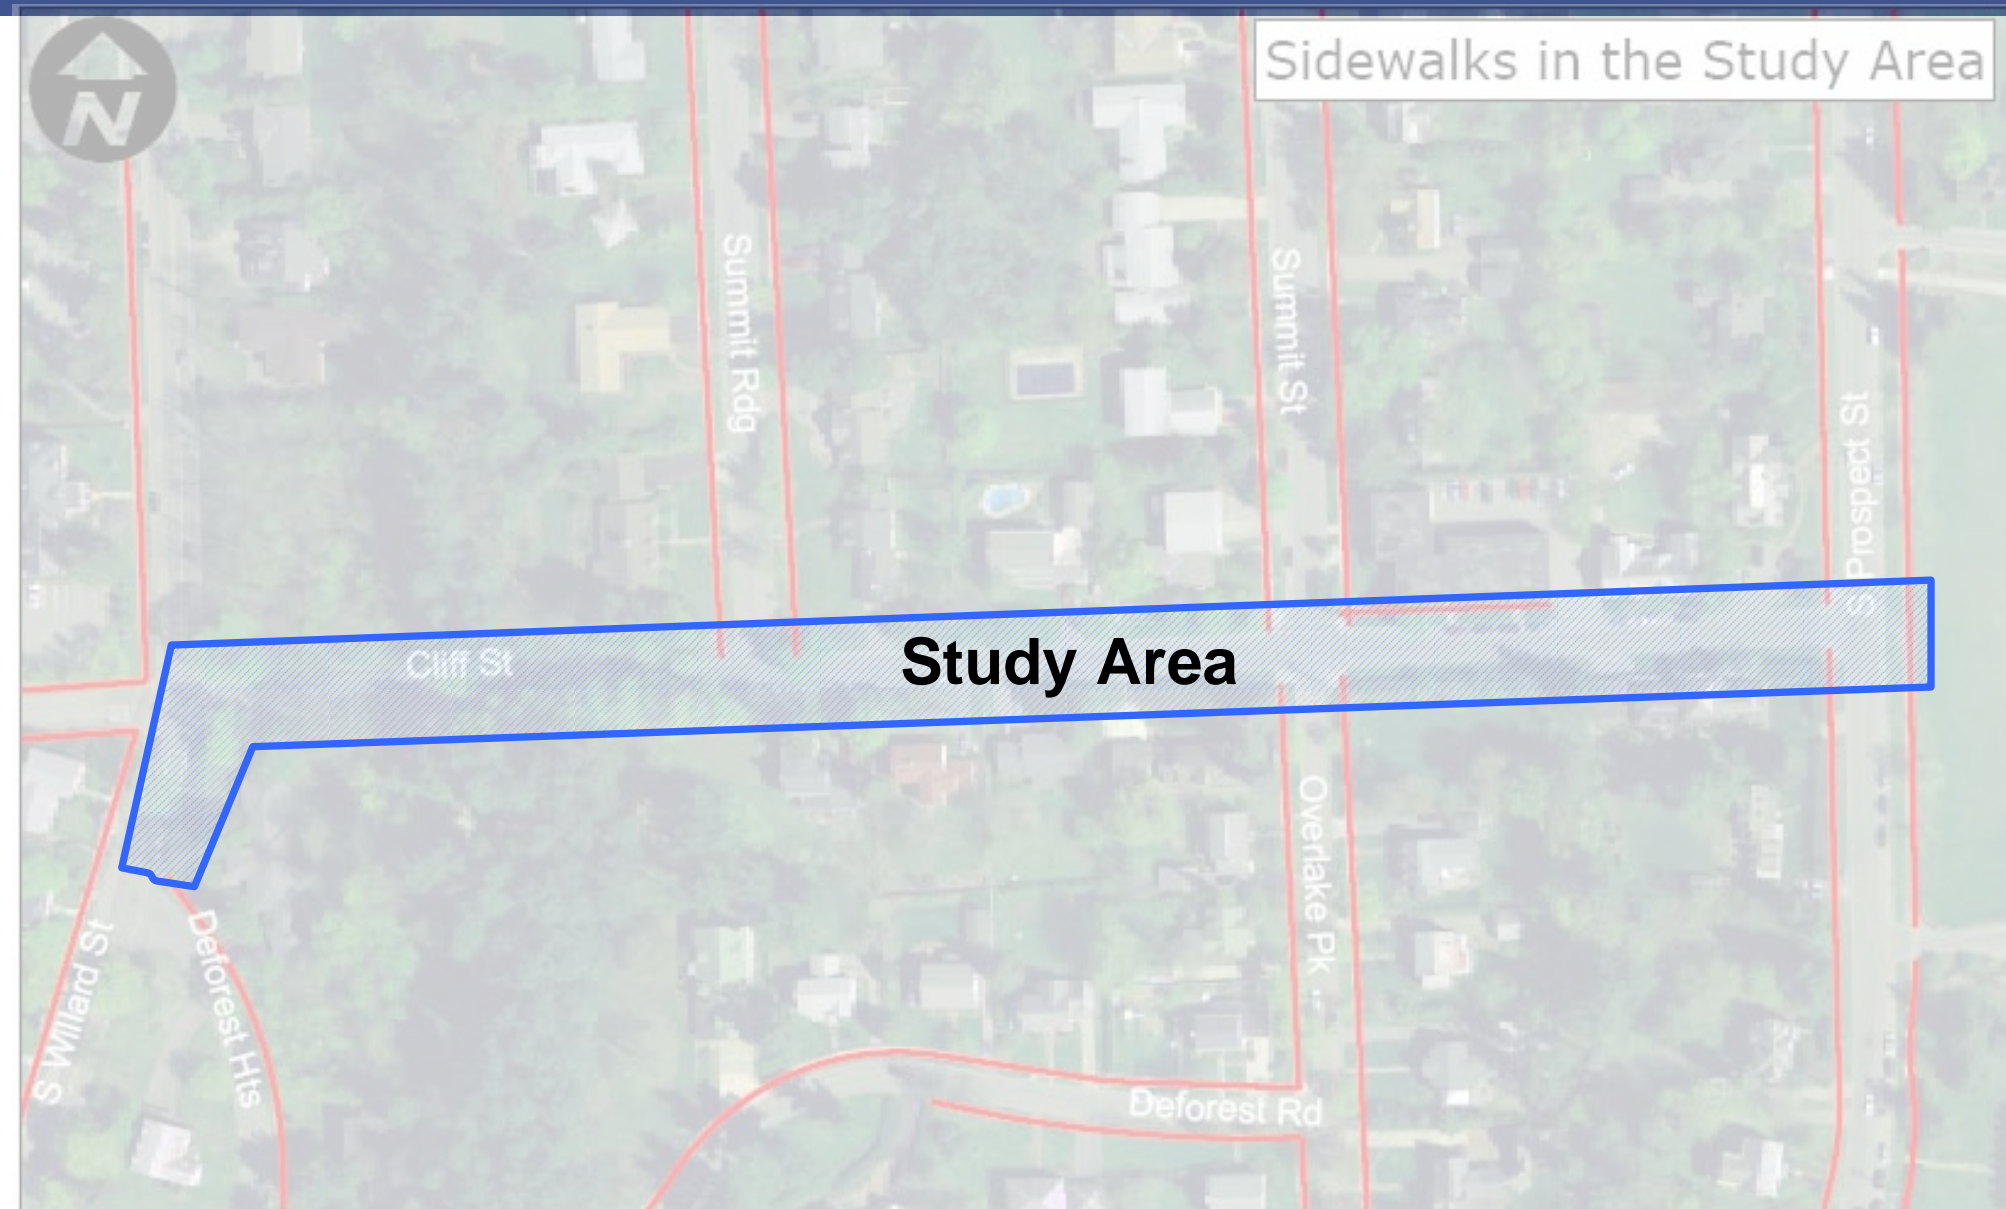 N
Sidewalks in the Study Area
Summit Rdg
Summit St
S Prospect St
Cliff St
Study Area
Overlake Pk
S Willard St
Deforest Hts
Deforest Rd